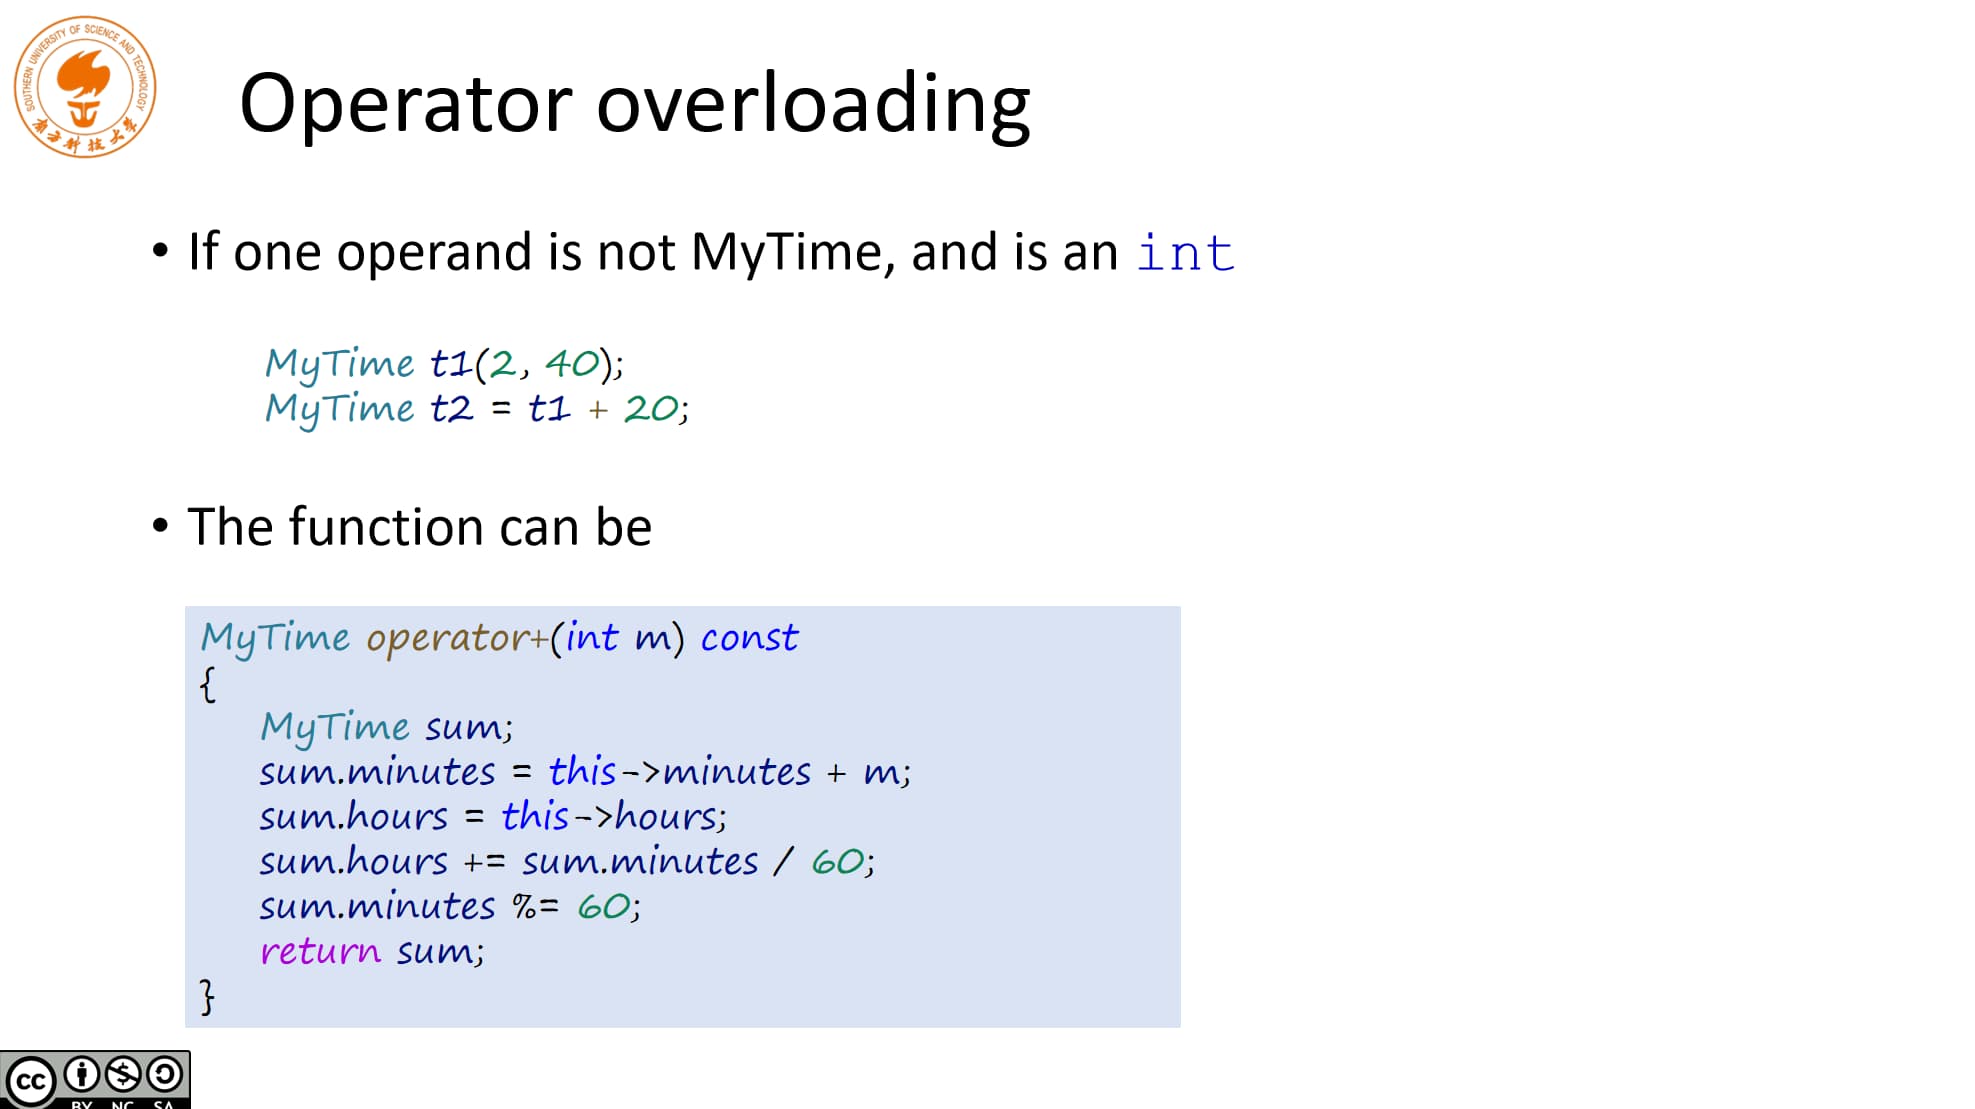 SOUTHERN UNIVERSITY OF SCIENCE AND TECHNOLOGY
南方科技大学
Operator overloading
• If one operand is not MyTime, and is an int
MyTime t1(2, 40);
MyTime t2 = t1 + 20;
• The function can be
MyTime operator+(int m) const
{
MyTime sum;
sum.minutes = this->minutes + m;
sum.hours = this->hours;
sum.hours += sum.minutes / 60;
sum.minutes %= 60;
return sum;
}
cc
BY NC SA